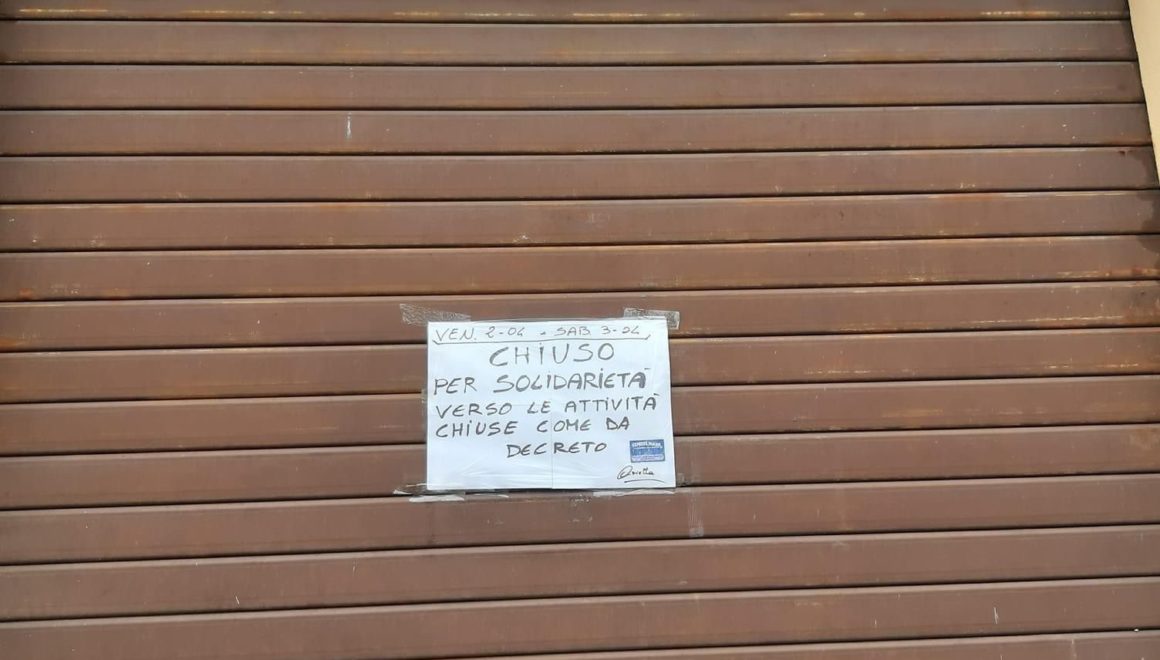 VEN. 2-04 - SAB 3-04
CHIUSO
PER SOLIDARIETÀ
VERSO LE ATTIVITÀ
CHIUSE COME DA
DECRETO